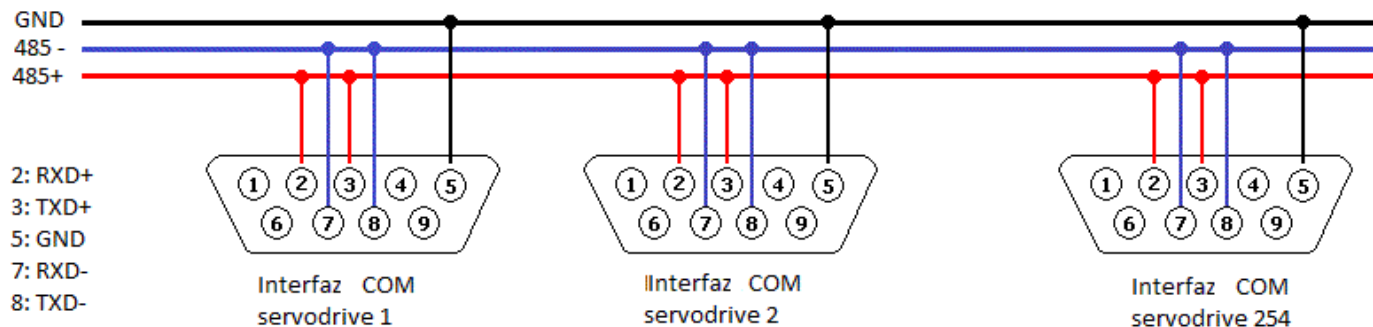 GND
485 -
485+
1 2 3 4 5
6 7 8 9
1 2 3 4 5
6 7 8 9
1 2 3 4 5
6 7 8 9
2: RXD+
3: TXD+
5: GND
7: RXD-
8: TXD-
Interfaz COM
servodrive 1
Interfaz COM
servodrive 2
Interfaz COM
servodrive 254